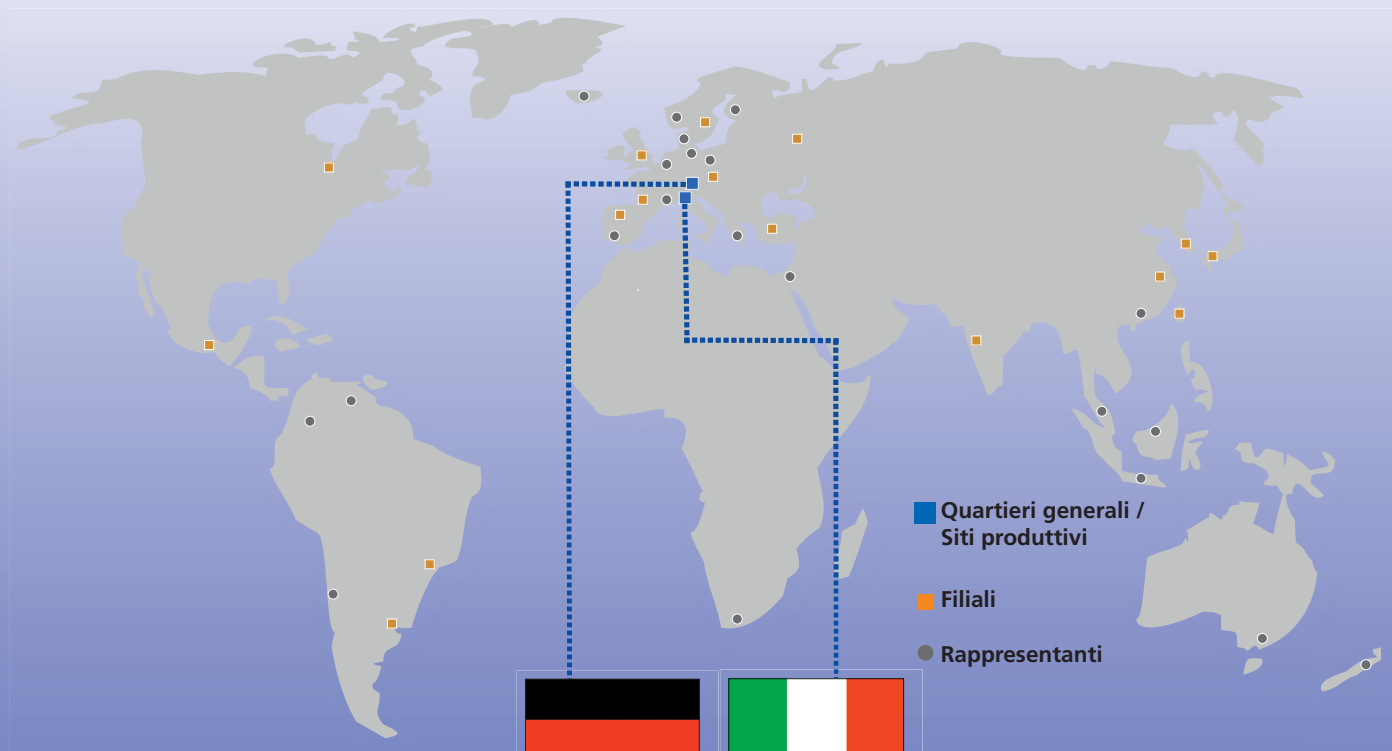 Quartieri generali /
Siti produttivi
Filiali
Rappresentanti